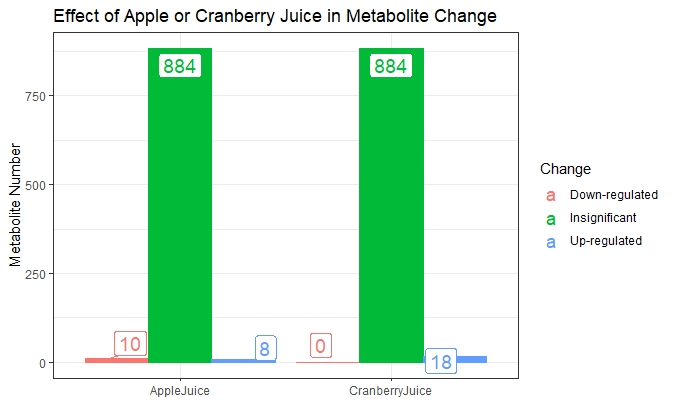 Effect of Apple or Cranberry Juice in Metabolite Change
Metabolite Number
750
500
250
0
884
884
10
8
0
18
AppleJuice
CranberryJuice
Change
a Down-regulated
a Insignificant
a Up-regulated